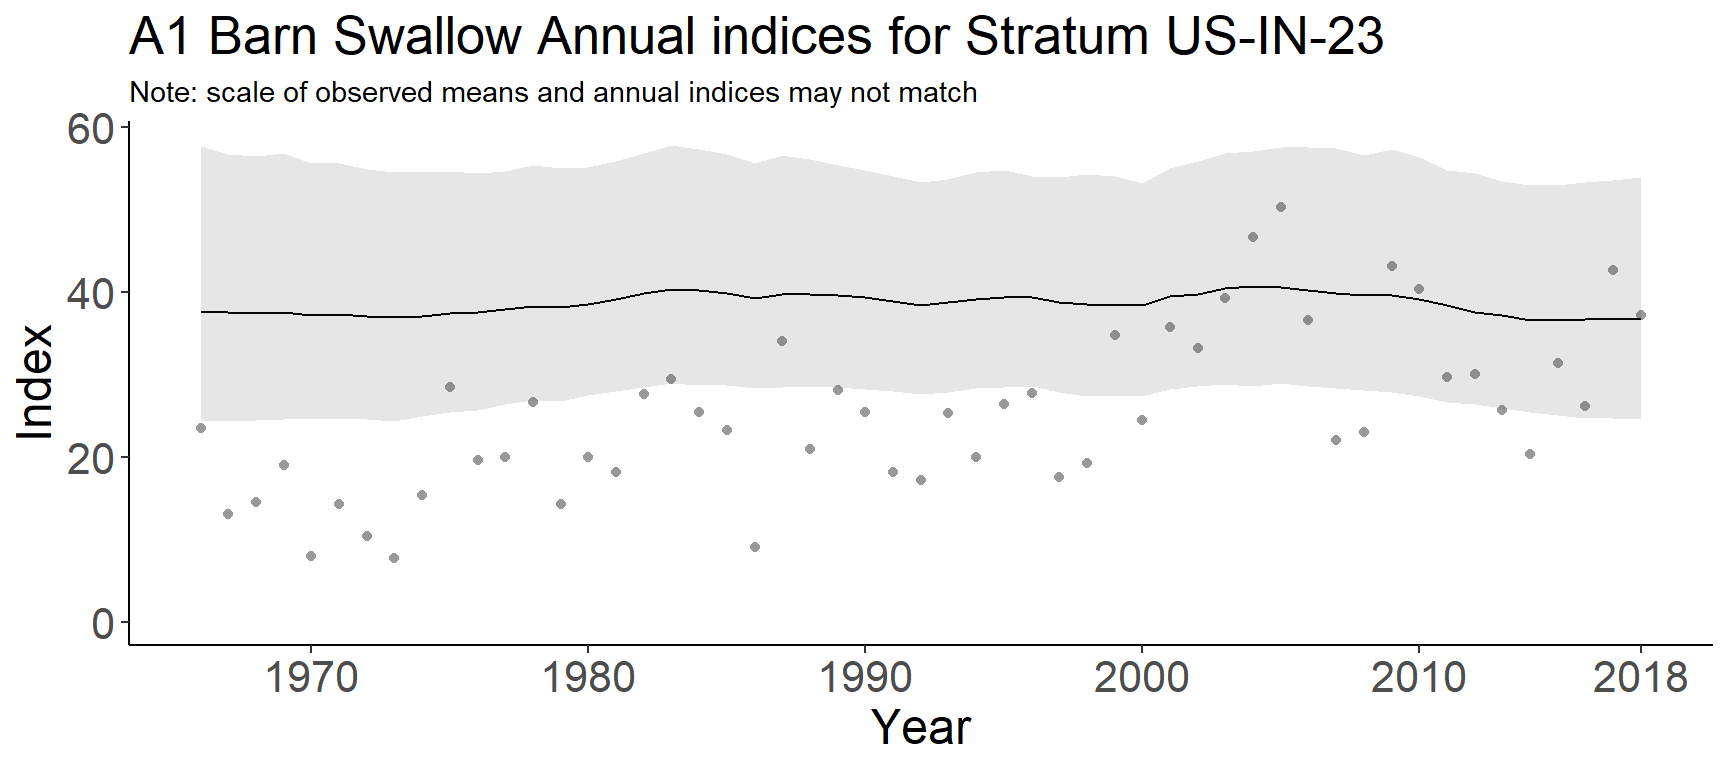 A1 Barn Swallow Annual indices for Stratum US-IN-23
Note: scale of observed means and annual indices may not match
60
40
20
0
Index
1970 1980 1990 2000 2010 2018
Year